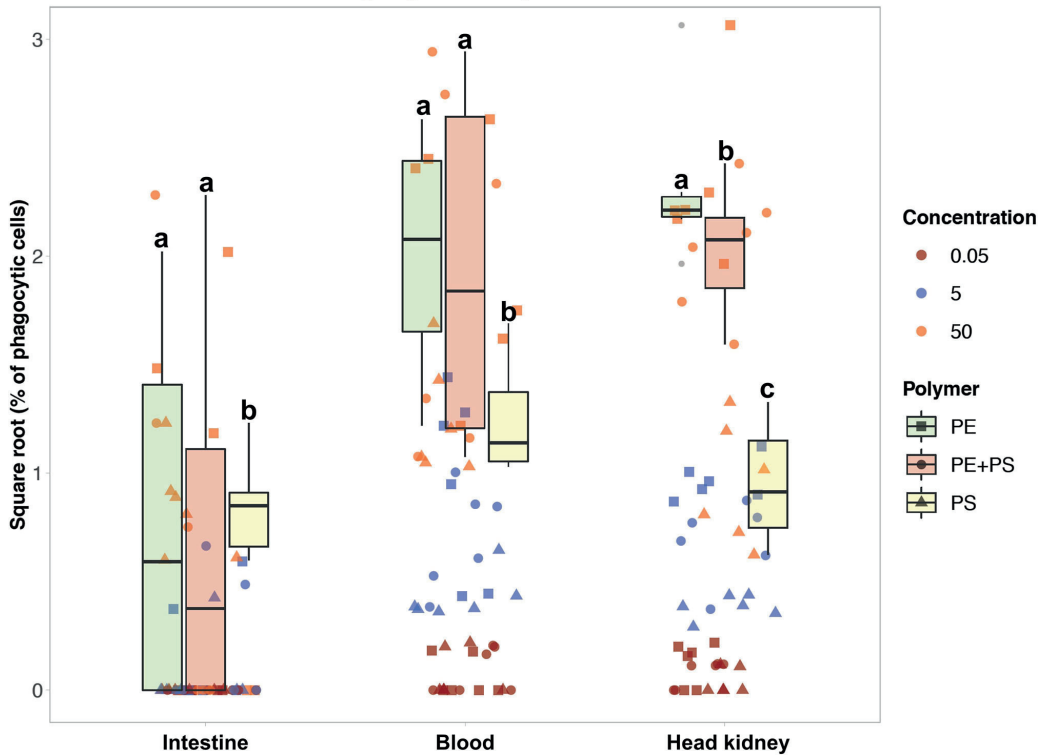 Square root (% of phagocytic cells)
3
2
1
0
a
a
b
a
a
b
a
b
c
Intestine
Blood
Head kidney
Concentration
0.05
5
50
Polymer
PE
PE+PS
PS